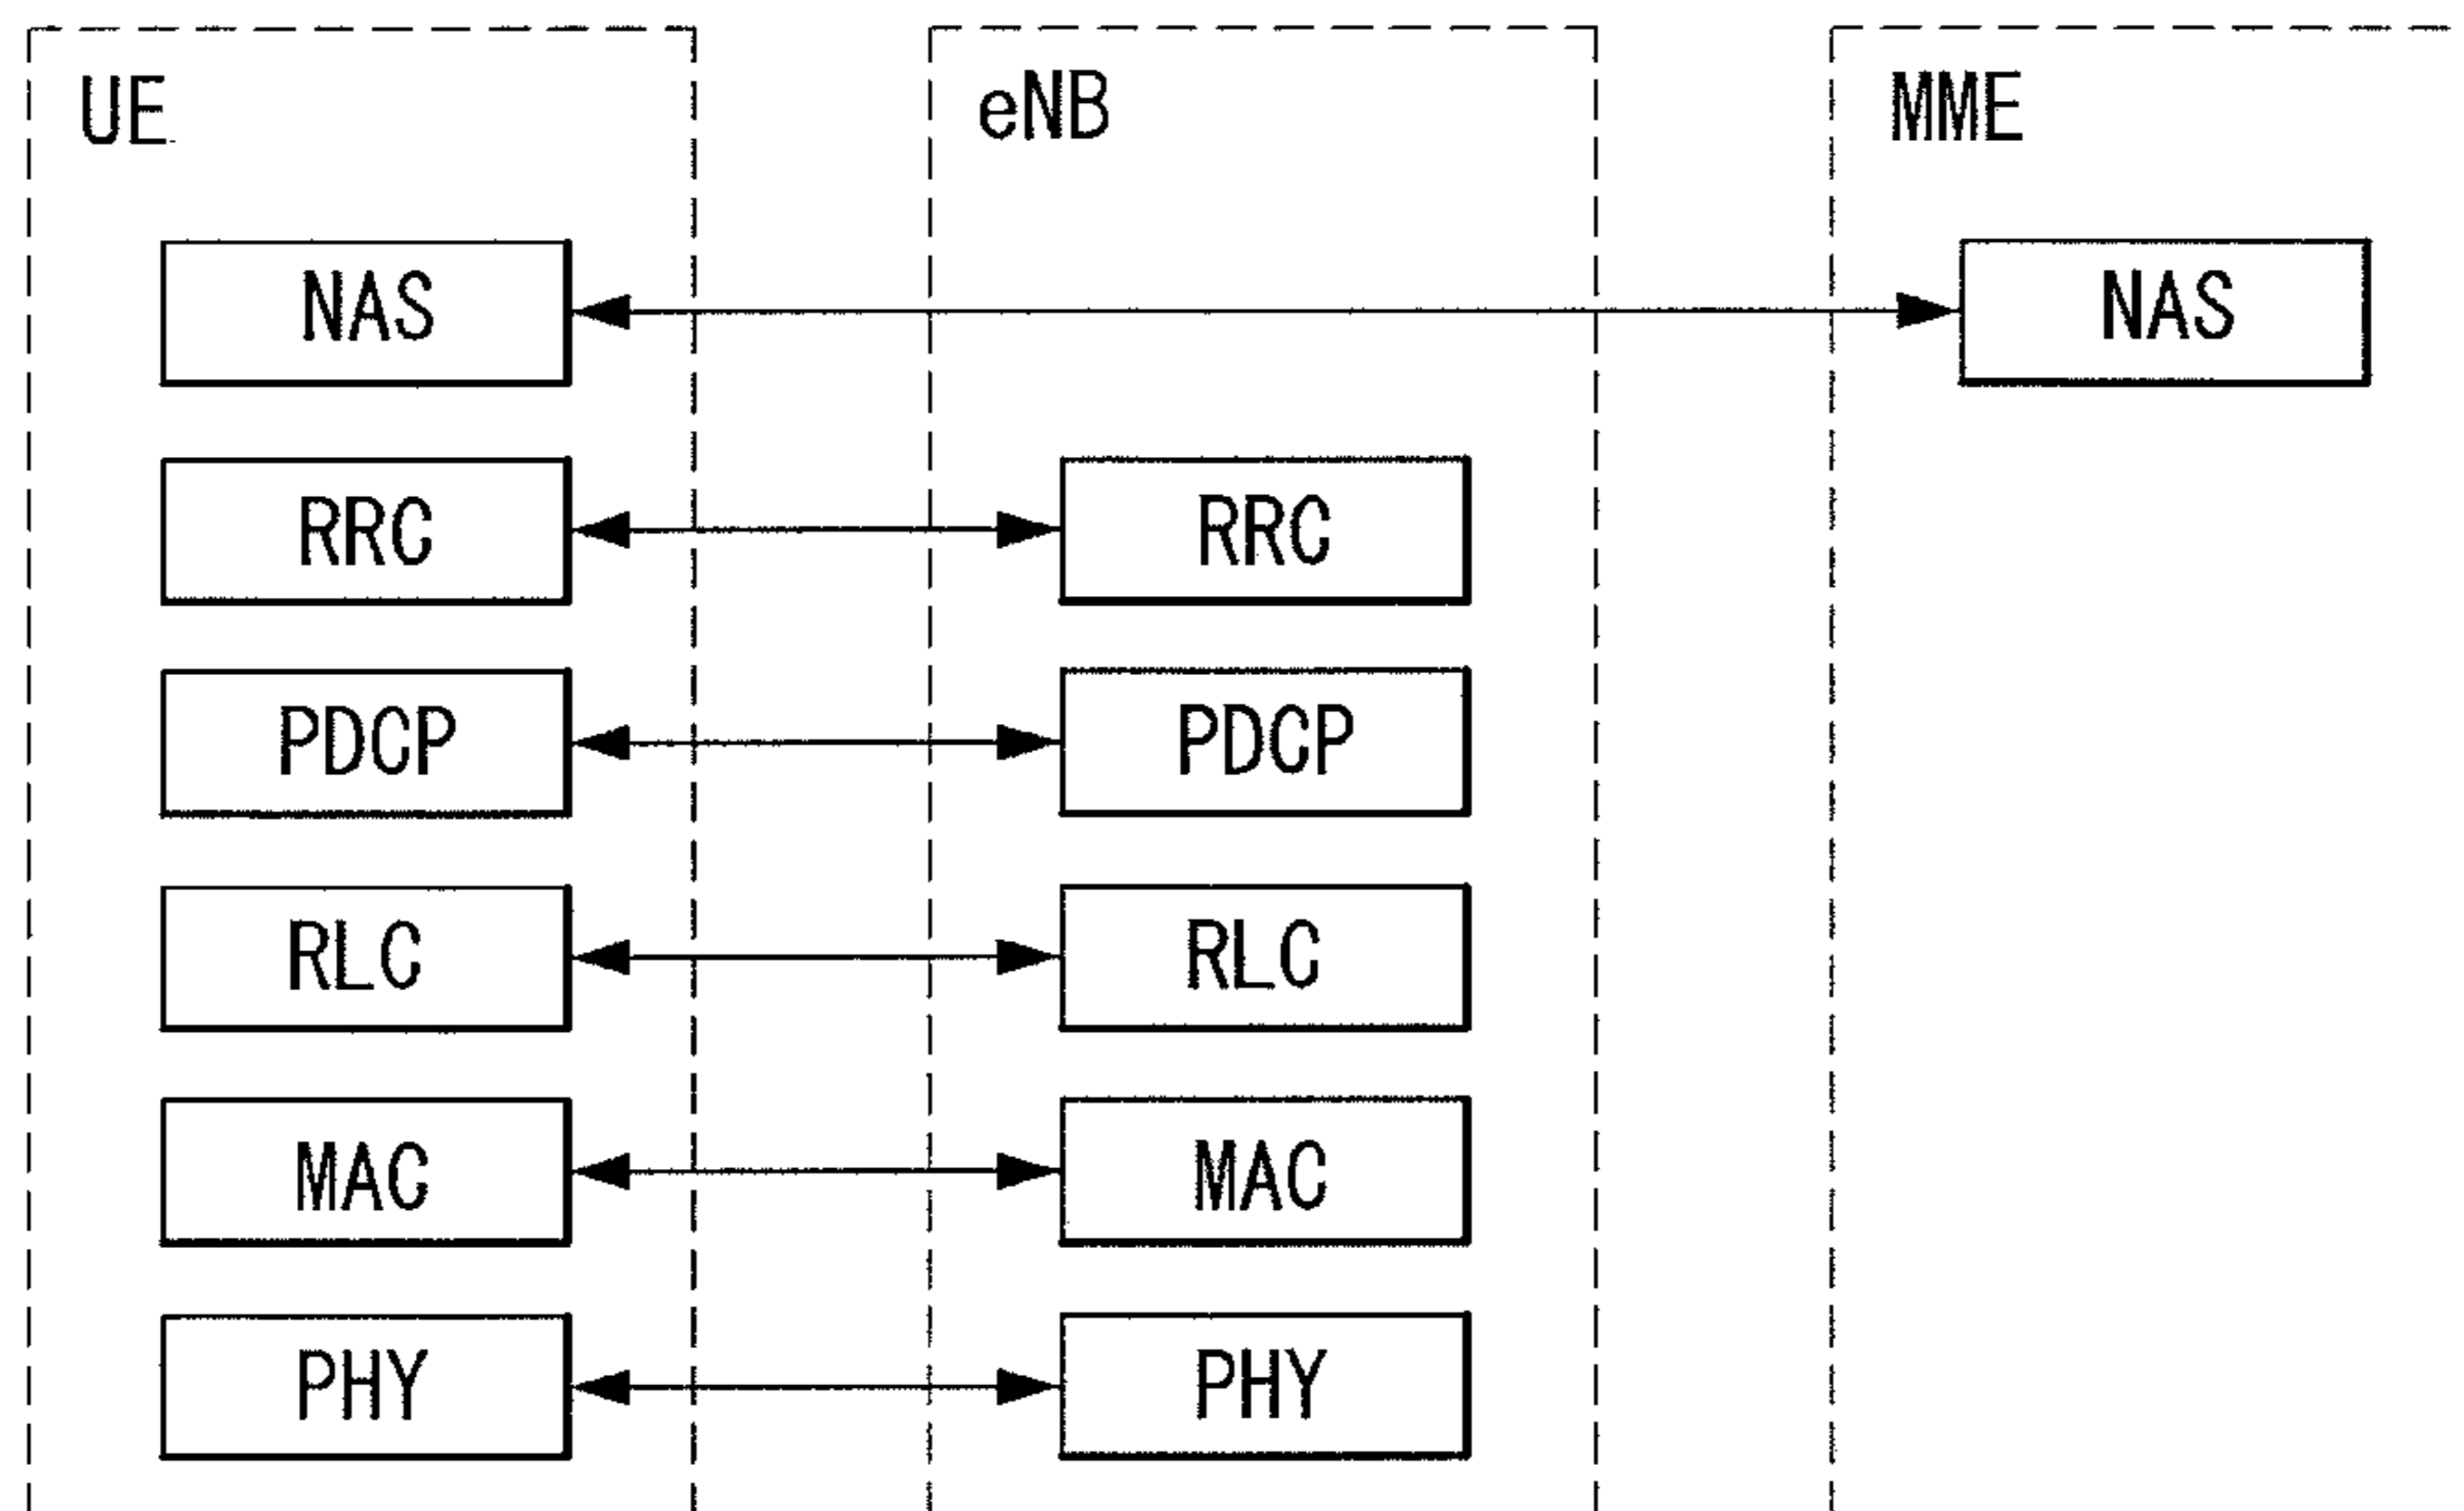 UE eNB MME
NAS NAS
RRC RRC
PDCP PDCP
RLC RLC
MAC MAC
PHY PHY